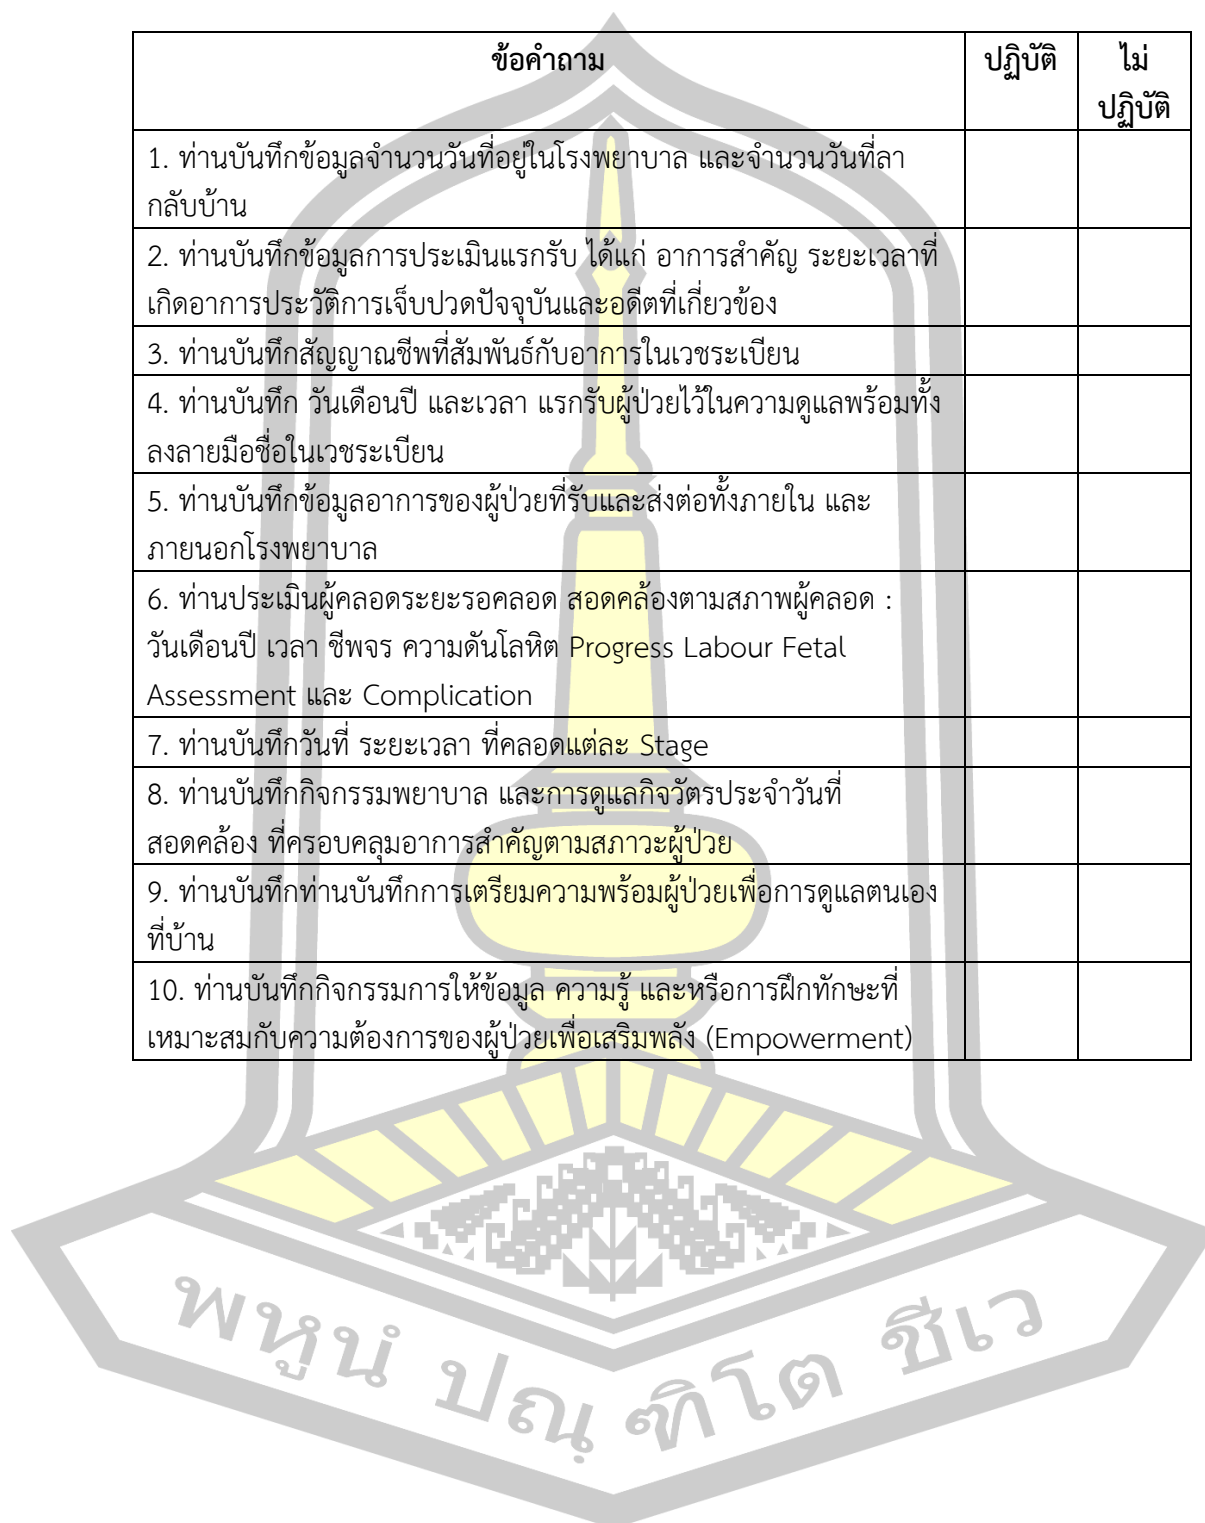 ข้อคำถาม ปฏิบัติ ไม่
ปฏิบัติ
1. ท่านบันทึกข้อมูลจำนวนวันที่อยู่ในโรงพยาบาล และจำนวนวันที่ลา
กลับบ้าน
2. ท่านบันทึกข้อมูลการประเมินแรกรับ ได้แก่ อาการสำคัญ ระยะเวลาที่
เกิดอาการประวัติการเจ็บปวดปัจจุบันและอดีตที่เกี่ยวข้อง
3. ท่านบันทึกสัญญาณชีพที่สัมพันธ์กับอาการในเวชระเบียน
4. ท่านบันทึก วันเดือนปี และเวลา แรกรับผู้ป่วยไว้ในความดูแลพร้อมทั้ง
ลงลายมือชื่อในเวชระเบียน
5. ท่านบันทึกข้อมูลอาการของผู้ป่วยที่รับและส่งต่อทั้งภายใน และ
ภายนอกโรงพยาบาล
6. ท่านประเมินผู้คลอดระยะรอคลอด สอดคล้องตามสภาพผู้คลอด :
วันเดือนปี เวลา ชีพจร ความดันโลหิต Progress Labour Fetal
Assessment และ Complication
7. ท่านบันทึกวันที่ ระยะเวลา ที่คลอดแต่ละ Stage
8. ท่านบันทึกกิจกรรมพยาบาล และการดูแลกิจวัตรประจำวันที่
สอดคล้อง ที่ครอบคลุมอาการสำคัญตามสภาวะผู้ป่วย
9. ท่านบันทึกท่านบันทึกการเตรียมความพร้อมผู้ป่วยเพื่อการดูแลตนเอง
ที่บ้าน
10. ท่านบันทึกกิจกรรมการให้ข้อมูล ความรู้ และหรือการฝึกทักษะที่
เหมาะสมกับความต้องการของผู้ป่วยเพื่อเสริมพลัง (Empowerment)
พหูนํ ปณฺฑิโต ชีเว